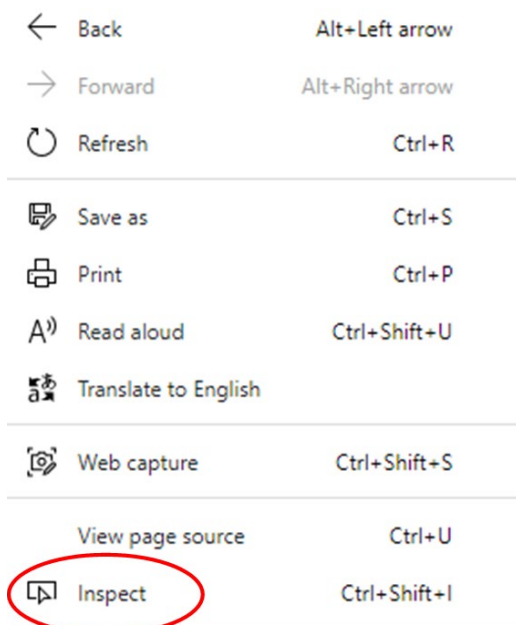 Back Alt+Left arrow
Forward Alt+Right arrow
Refresh Ctrl+R
Save as Ctrl+S
Print Ctrl+P
Read aloud Ctrl+Shift+U
Translate to English
Web capture Ctrl+Shift+S
View page source Ctrl+U
Inspect Ctrl+Shift+I